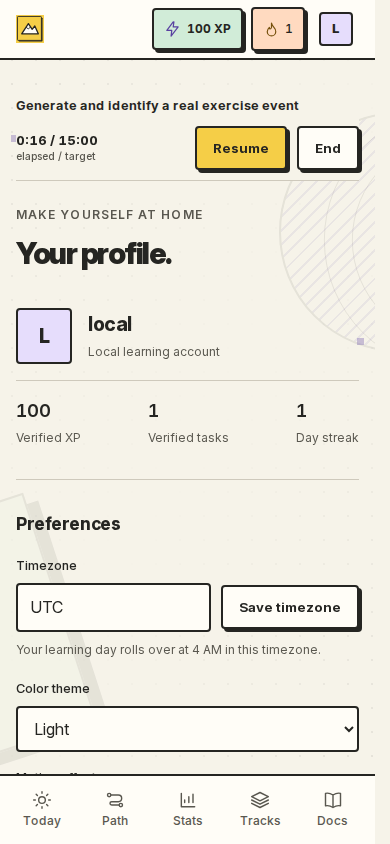 100 XP
1
L
Generate and identify a real exercise event
0:16 / 15:00
elapsed / target
Resume
End
MAKE YOURSELF AT HOME
Your profile.
L
local
Local learning account
100
Verified XP
1
Verified tasks
1
Day streak
Preferences
Timezone
UTC
Save timezone
Your learning day rolls over at 4 AM in this timezone.
Color theme
Light
Today
Path
Stats
Tracks
Docs